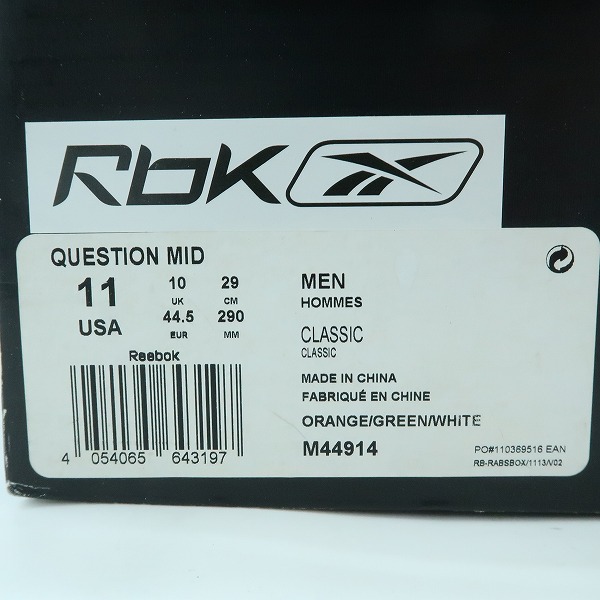 Rbk
QUESTION MID
11 10 29
UK CM
USA 44.5 290
EUR MM
Reebok
4 054065 643197
MEN
HOMMES
CLASSIC
CLASSIC
MADE IN CHINA
FABRIQUÉ EN CHINE
ORANGE/GREEN/WHITE
M44914
PO#110369516 EAN
RB-RABSBOX/1113/V02